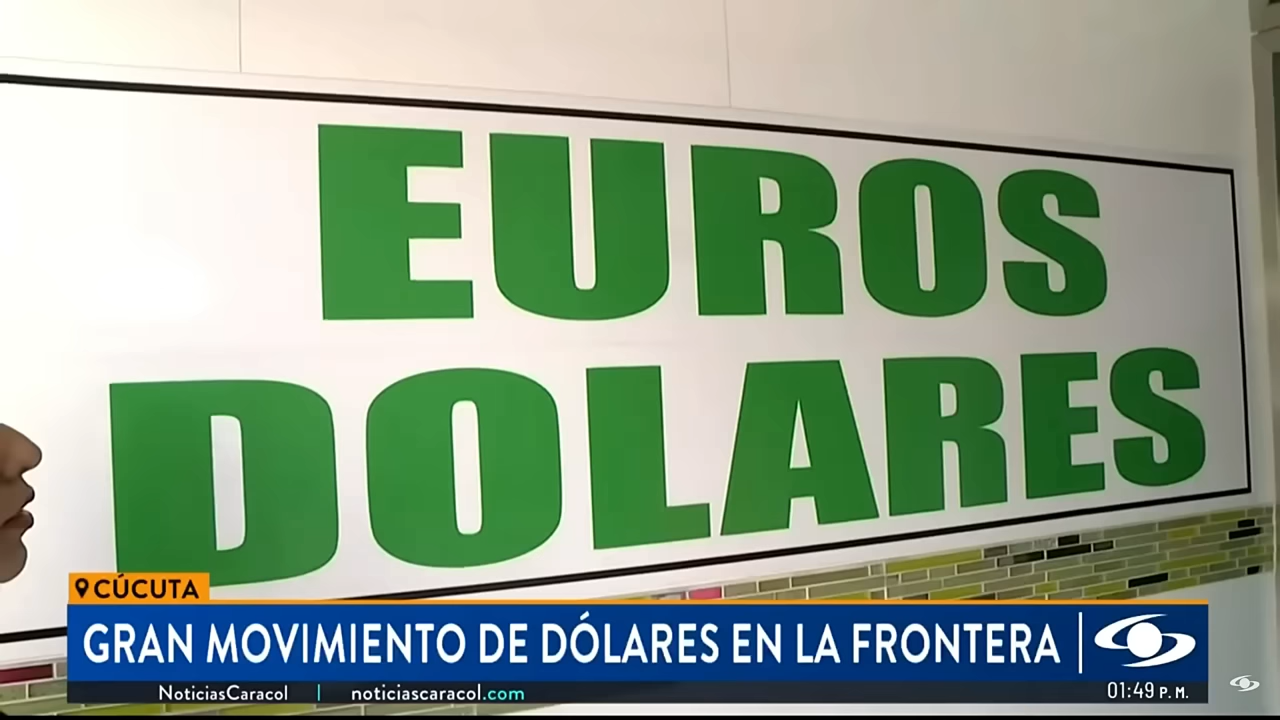 EUROS
DOLARES
CÚCUTA
GRAN MOVIMIENTO DE DÓLARES EN LA FRONTERA
NoticiasCaracol | noticiascaracol.com
01:49 P. M.